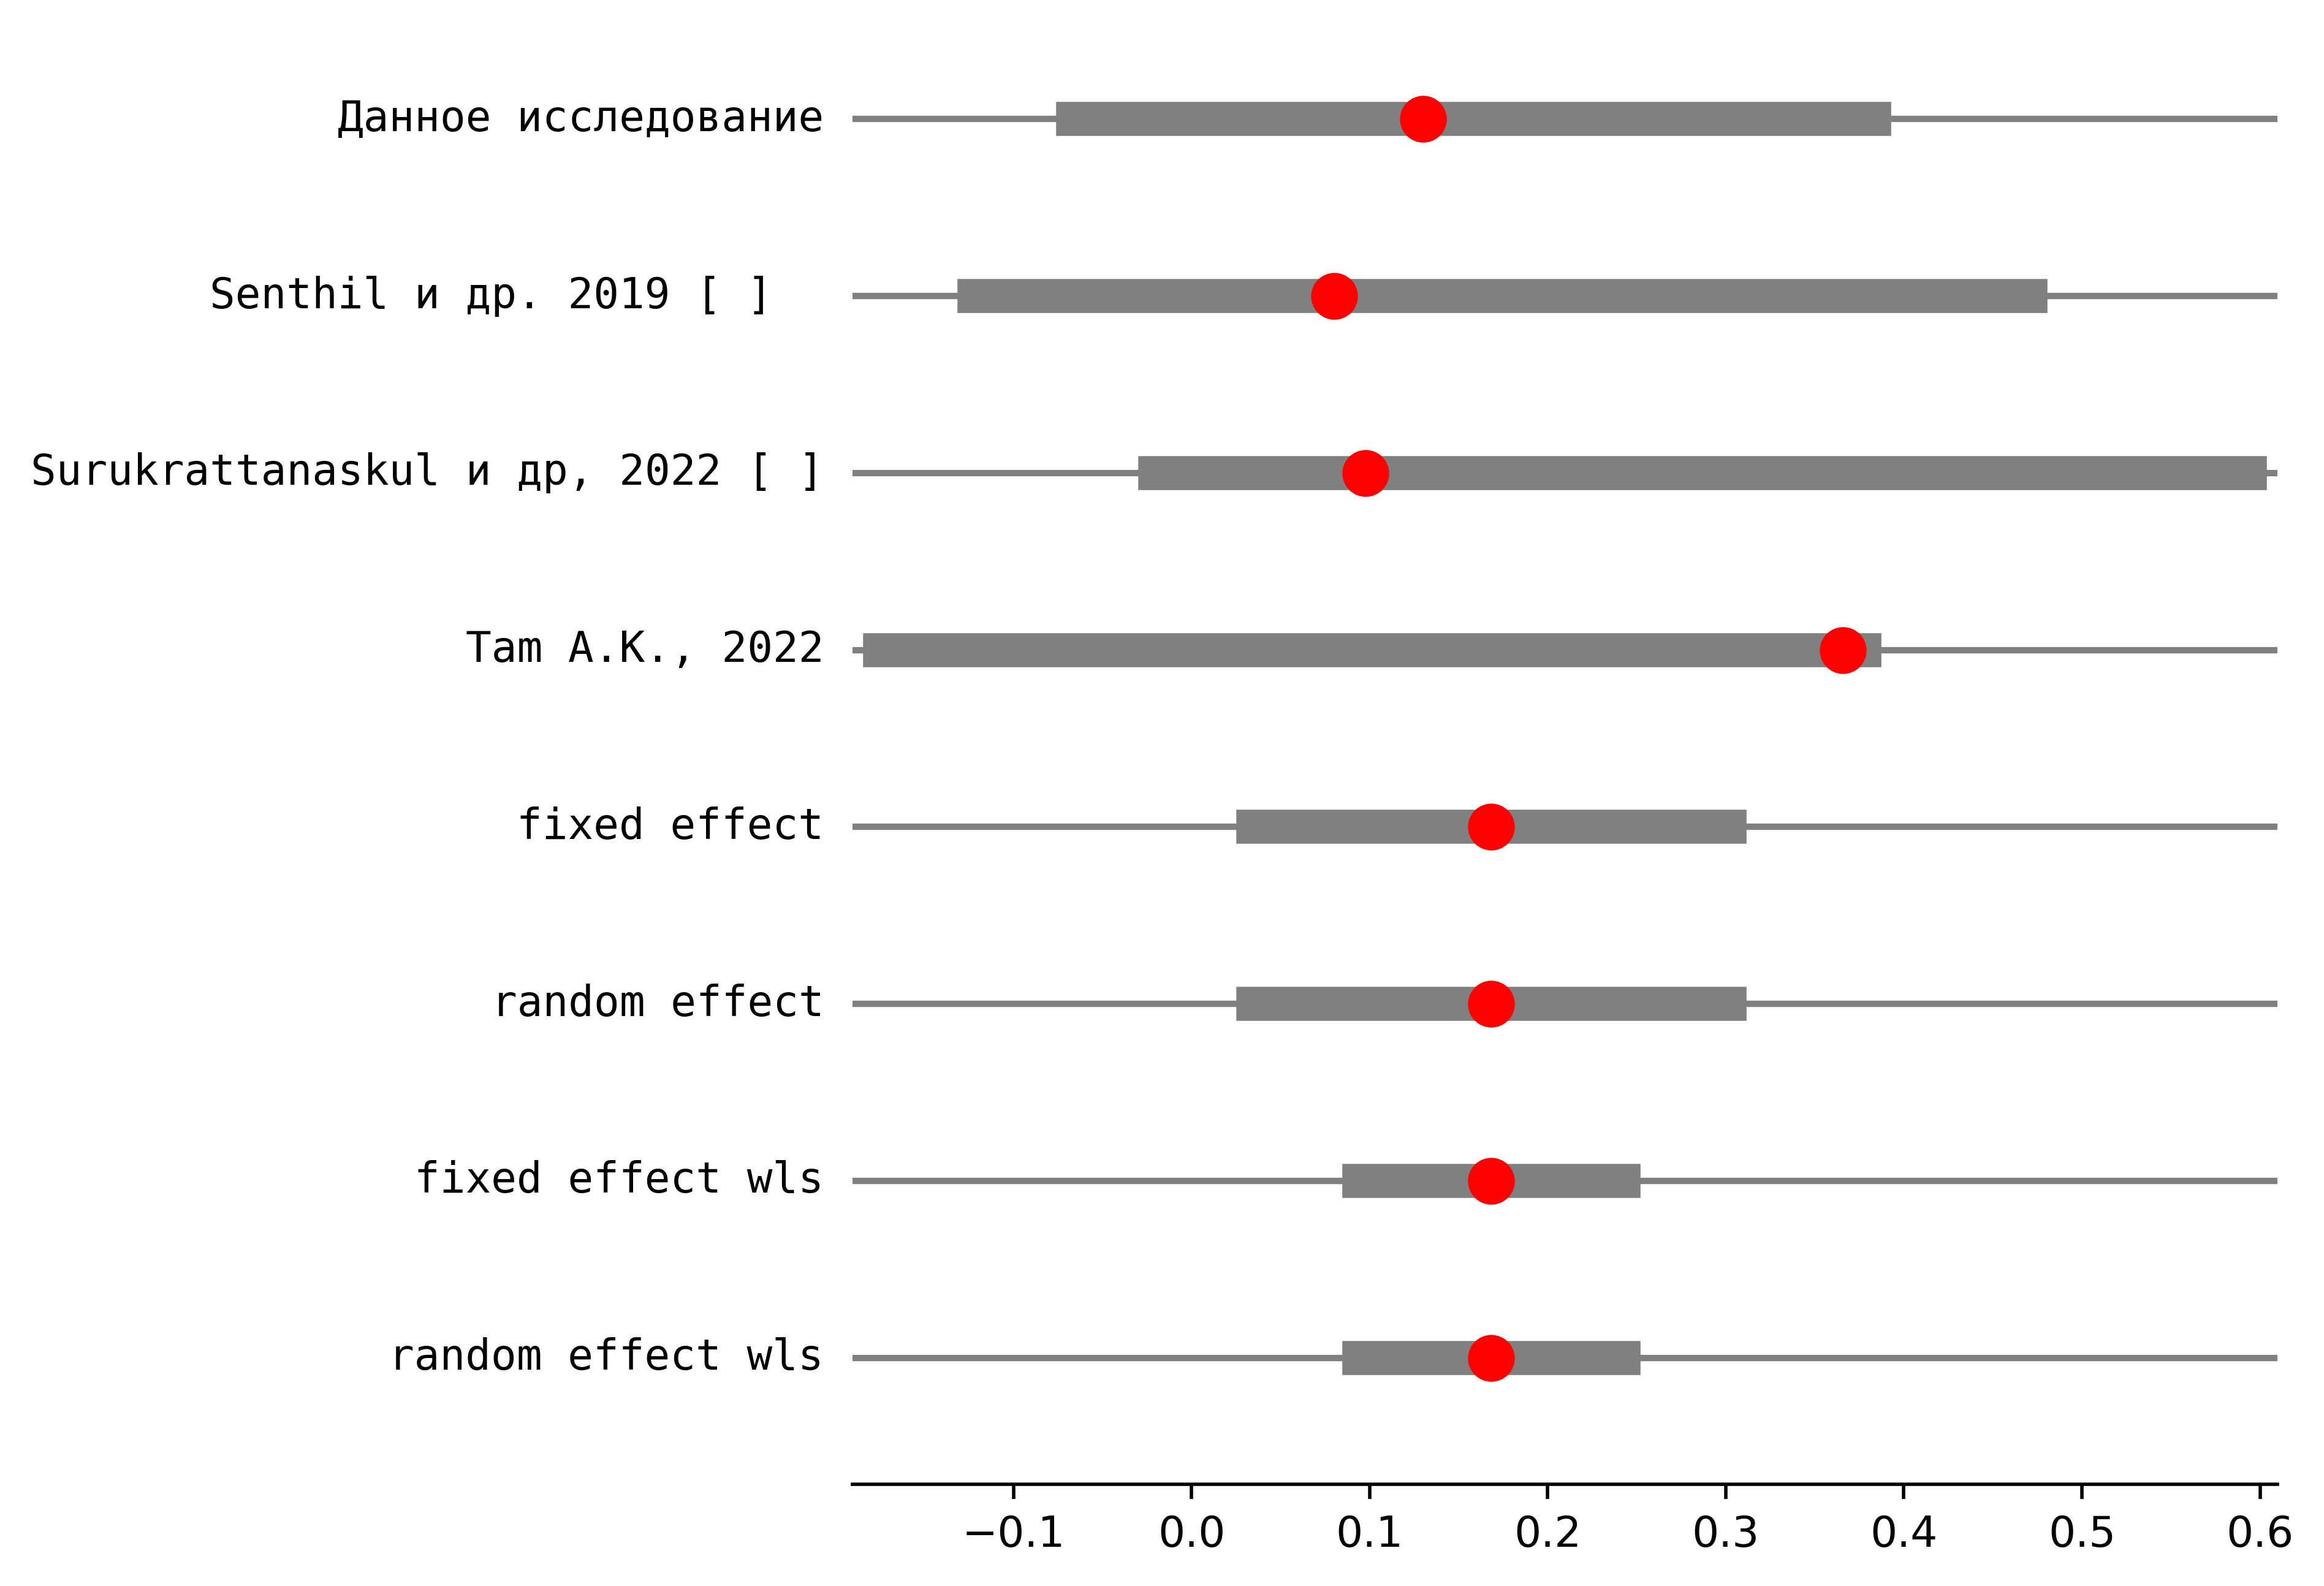 Данное исследование
Senthil и др. 2019 [ ]
Surukrattanaskul и др, 2022 [ ]
Tam A.K., 2022
fixed effect
random effect
fixed effect wls
random effect wls
−0.1 0.0 0.1 0.2 0.3 0.4 0.5 0.6